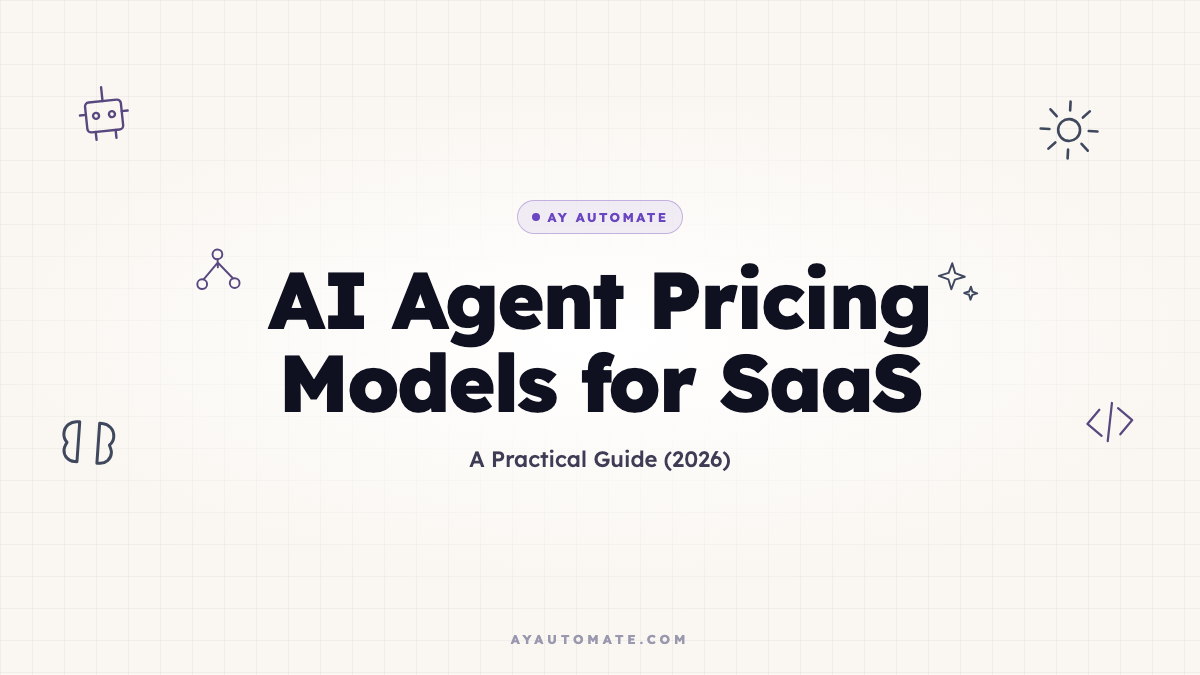 AY AUTOMATE
AI Agent Pricing
Models for SaaS
A Practical Guide (2026)
AYAUTOMATE.COM